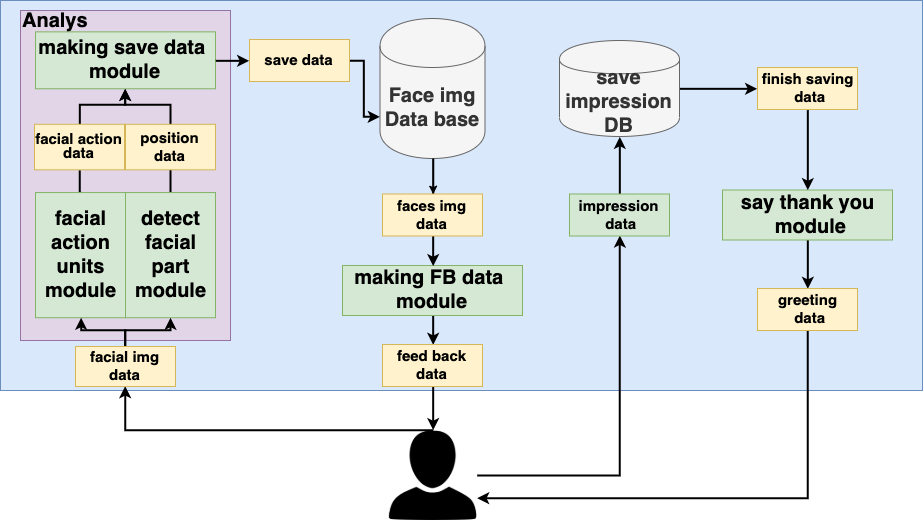 Analys
making save data
module
facial action
data
position
data
facial
action
units
module
detect
facial
part
module
facial img
data
save data
Face img
Data base
faces img
data
making FB data
module
feed back
data
save
impression
DB
impression
data
finish saving
data
say thank you
module
greeting
data